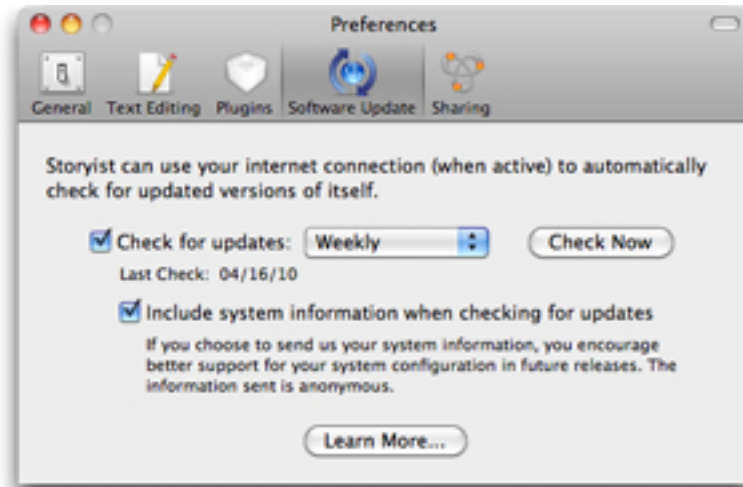 Preferences
General Text Editing Plugins Software Update Sharing
Storyist can use your internet connection (when active) to automatically
check for updated versions of itself.
Check for updates: Weekly Check Now
Last Check: 04/16/10
Include system information when checking for updates
If you choose to send us your system information, you encourage
better support for your system configuration in future releases. The
information sent is anonymous.
Learn More...